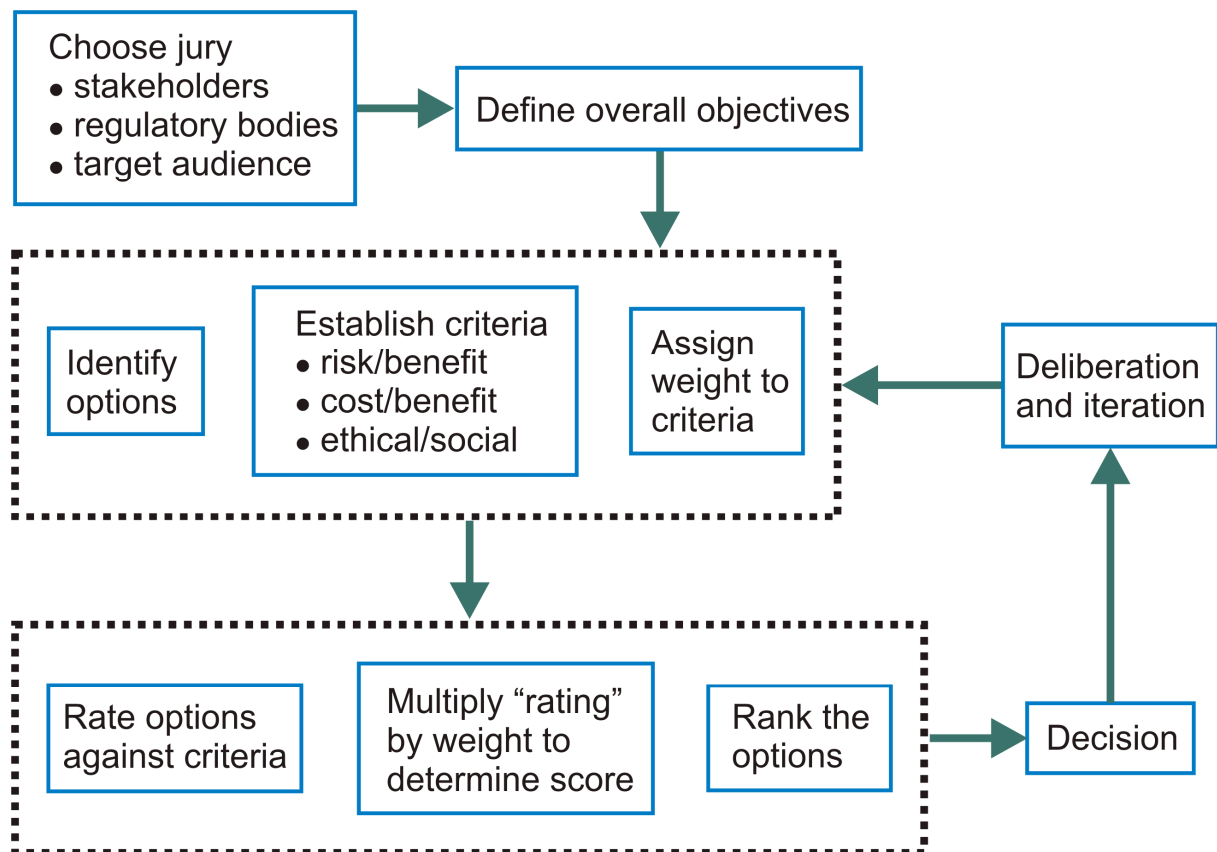 Choose jury
• stakeholders
• regulatory bodies
• target audience
Define overall objectives
Identify
options
Establish criteria
• risk/benefit
• cost/benefit
• ethical/social
Assign
weight to
criteria
Deliberation
and iteration
Rate options
against criteria
Multiply “rating”
by weight to
determine score
Rank the
options
Decision